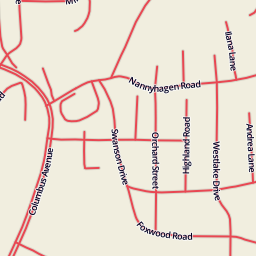 Ilana Lane
Nannyhagen Road
Swanson Drive
Orchard Street
Highland Road
Westlake Drive
Andrea Lane
Columbus Avenue
Foxwood Road